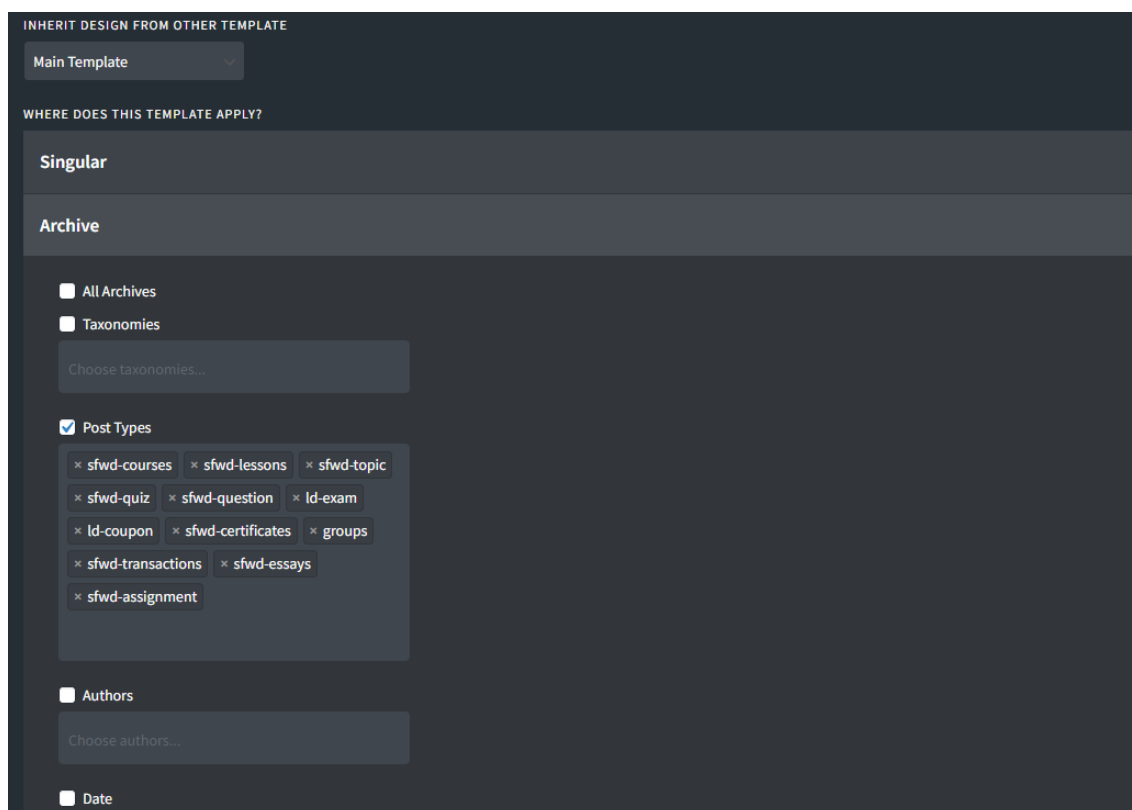 INHERIT DESIGN FROM OTHER TEMPLATE
Main Template
WHERE DOES THIS TEMPLATE APPLY?
Singular
Archive
All Archives
Taxonomies
Choose taxonomies...
Post Types
× sfwd-courses × sfwd-lessons × sfwd-topic
× sfwd-quiz × sfwd-question × ld-exam
× ld-coupon × sfwd-certificates × groups
× sfwd-transactions × sfwd-essays
× sfwd-assignment
Authors
Choose authors...
Date